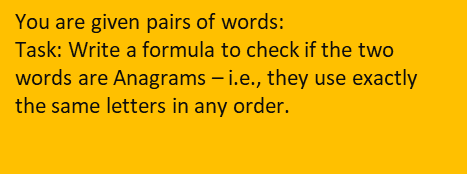 You are given pairs of words:
Task: Write a formula to check if the two
words are Anagrams – i.e., they use exactly
the same letters in any order.